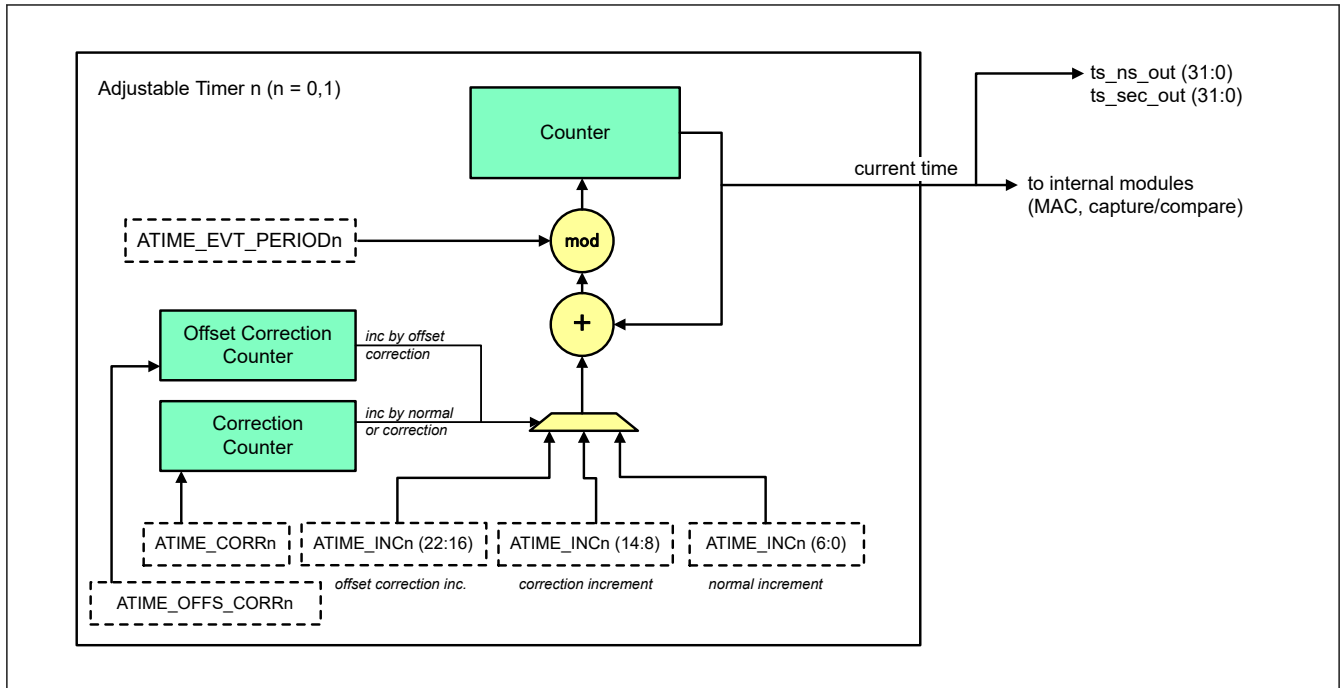 Adjustable Timer n (n = 0,1)
ts_ns_out (31:0)
ts_sec_out (31:0)
Counter
current time
to internal modules
(MAC, capture/compare)
ATIME_EVT_PERIODn
mod
+
Offset Correction
Counter
inc by offset
correction
Correction
Counter
inc by normal
or correction
ATIME_CORRn
ATIME_INCn (22:16)
ATIME_INCn (14:8)
ATIME_INCn (6:0)
offset correction inc.
correction increment
normal increment
ATIME_OFFS_CORRn